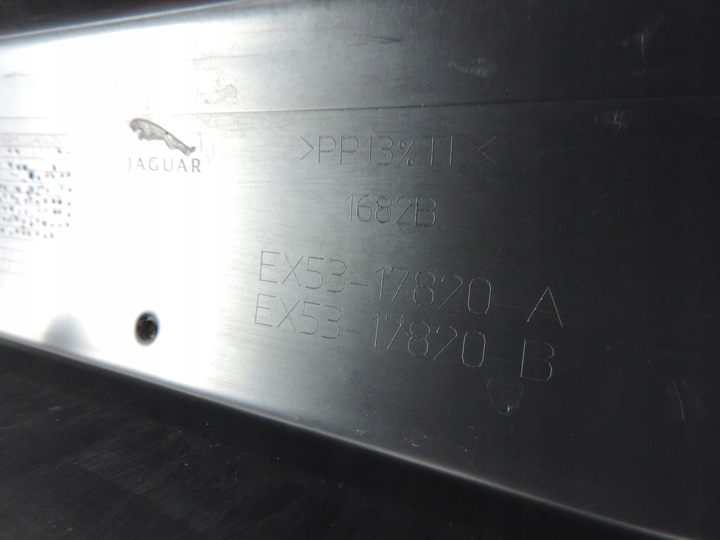 JAGUAR
>PP13%TI<
1682B
EX53-17820-A
EX53-17820-B